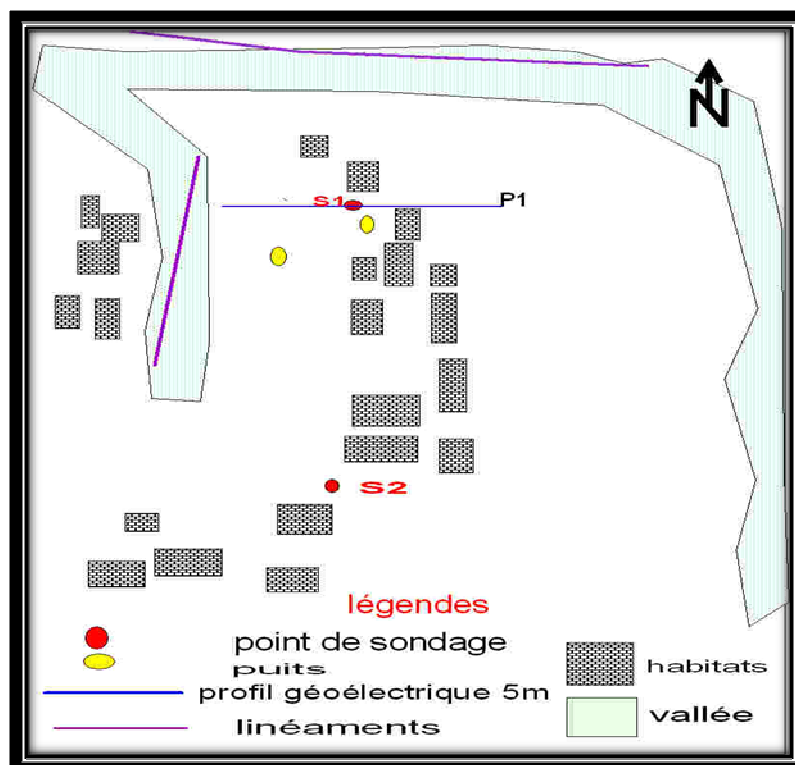 N
S1
P1
S2
légendes
point de sondage
puits
profil géoélectrique 5m
linéaments
habitats
vallée